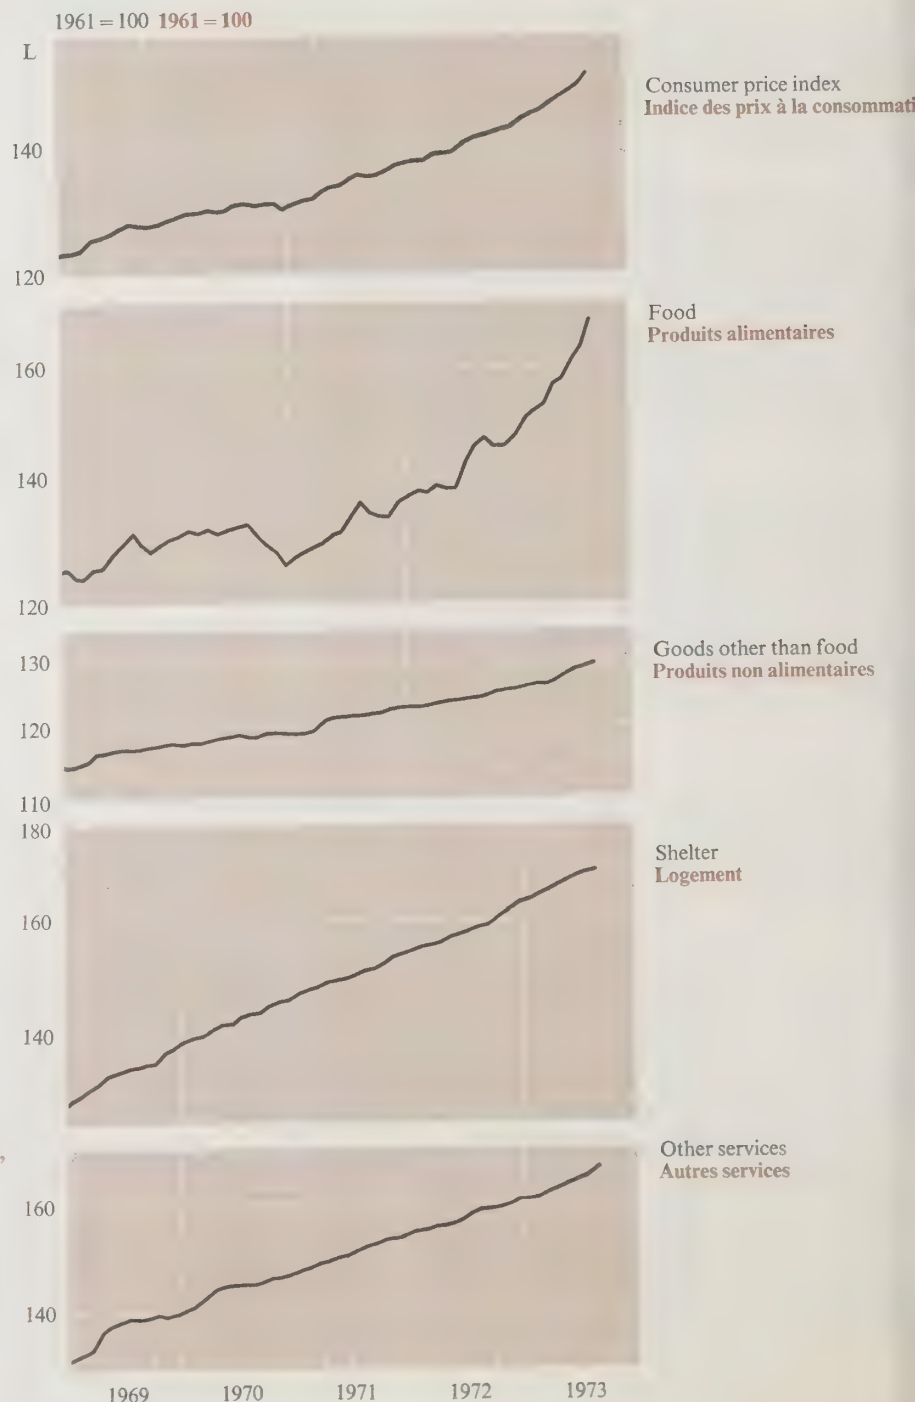 1961 = 100 1961 = 100
L
140
120
Consumer price index
Indice des prix à la consommati
160
140
120
Food
Produits alimentaires
130
120
110
Goods other than food
Produits non alimentaires
180
160
140
Shelter
Logement
160
140
Other services
Autres services
1969 1970 1971 1972 1973